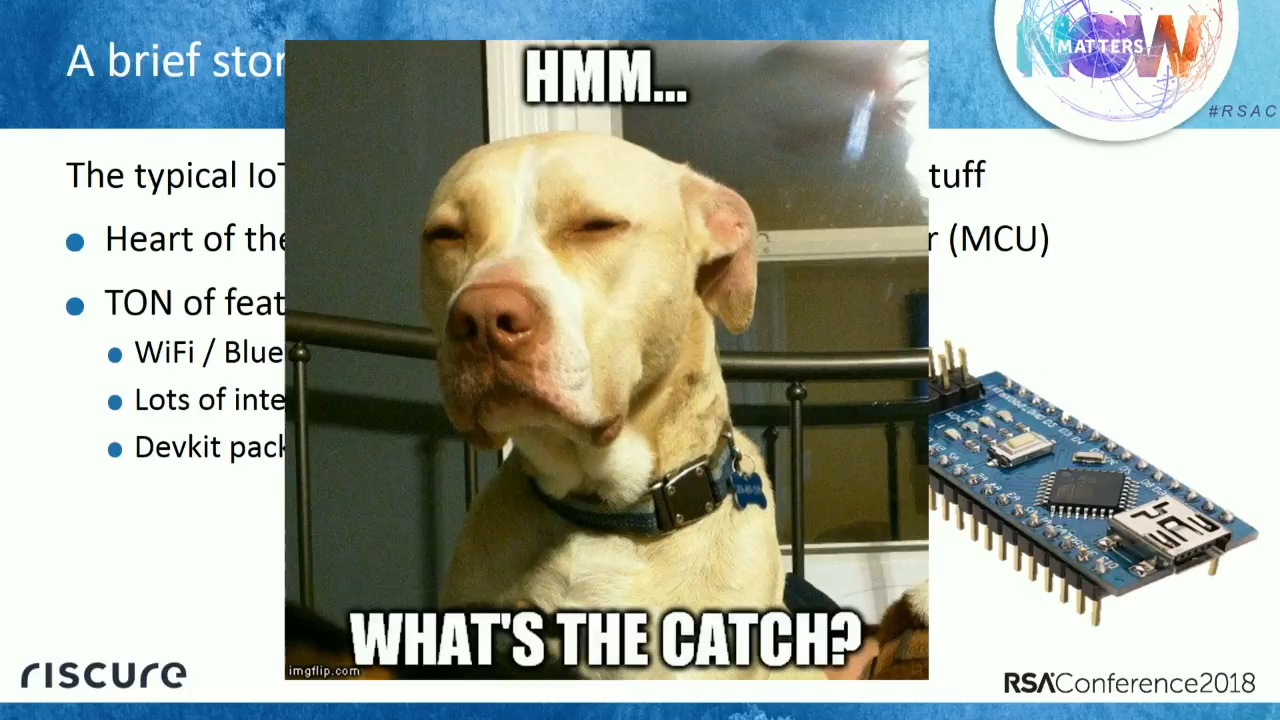 A brief stor
HMM...
NOW
MATTERS
#RSAC
The typical IoT
tuff
Heart of the
r (MCU)
TON of feat
WiFi / Blue
Lots of inte
Devkit pack
WHAT'S THE CATCH?
imgflip.com
riscure
RSAConference2018